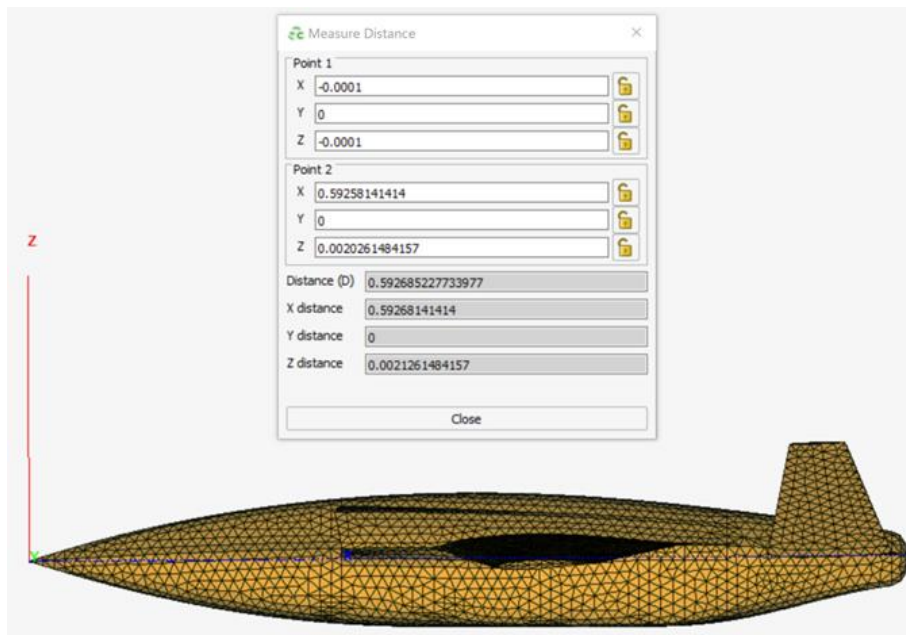 Measure Distance
Point 1
X -0.0001
Y 0
Z -0.0001
Point 2
X 0.59258141414
Y 0
Z 0.0020261484157
Distance (D) 0.592685227733977
X distance 0.59268141414
Y distance 0
Z distance 0.0021261484157
Close
Z
Y